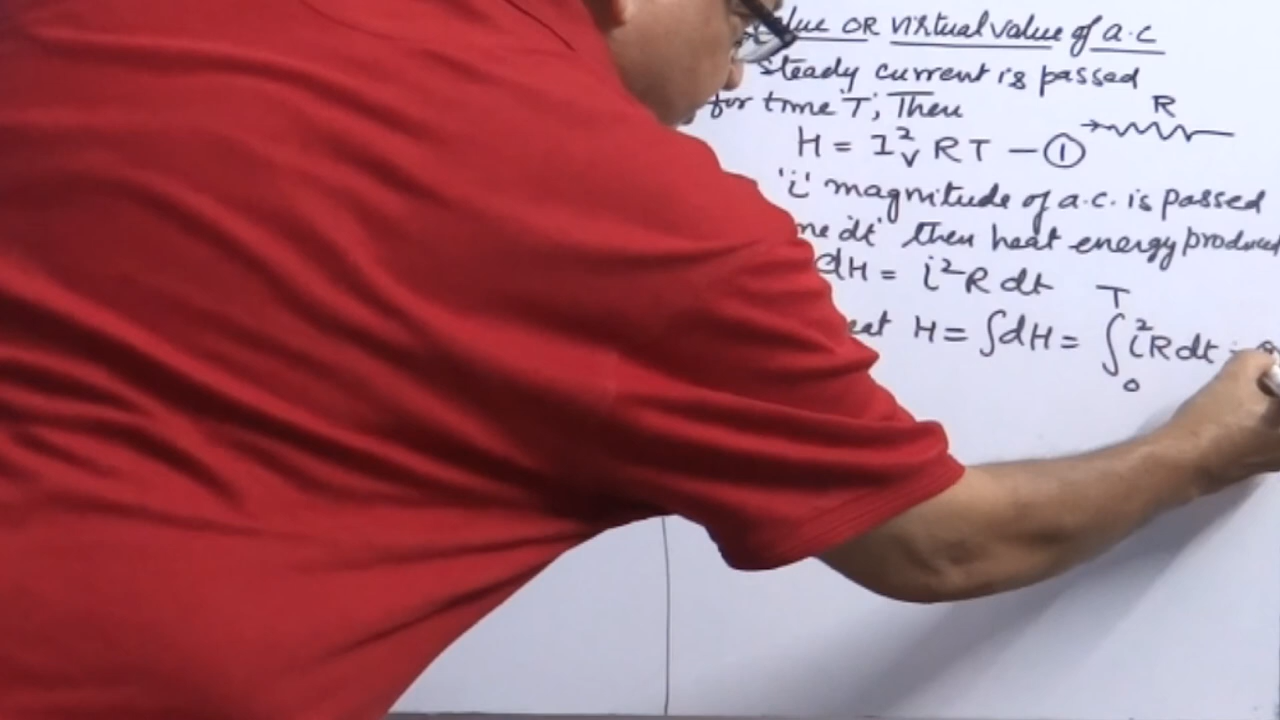 OR virtual value of a.c
steady current is passed
for time T, Then
R
H = I²ᵥ RT — ①
'i' magnitude of a.c. is passed
dt' then heat energy produced
dH = i²R dt
H = ∫dH = ∫₀ᵀ i²R dt